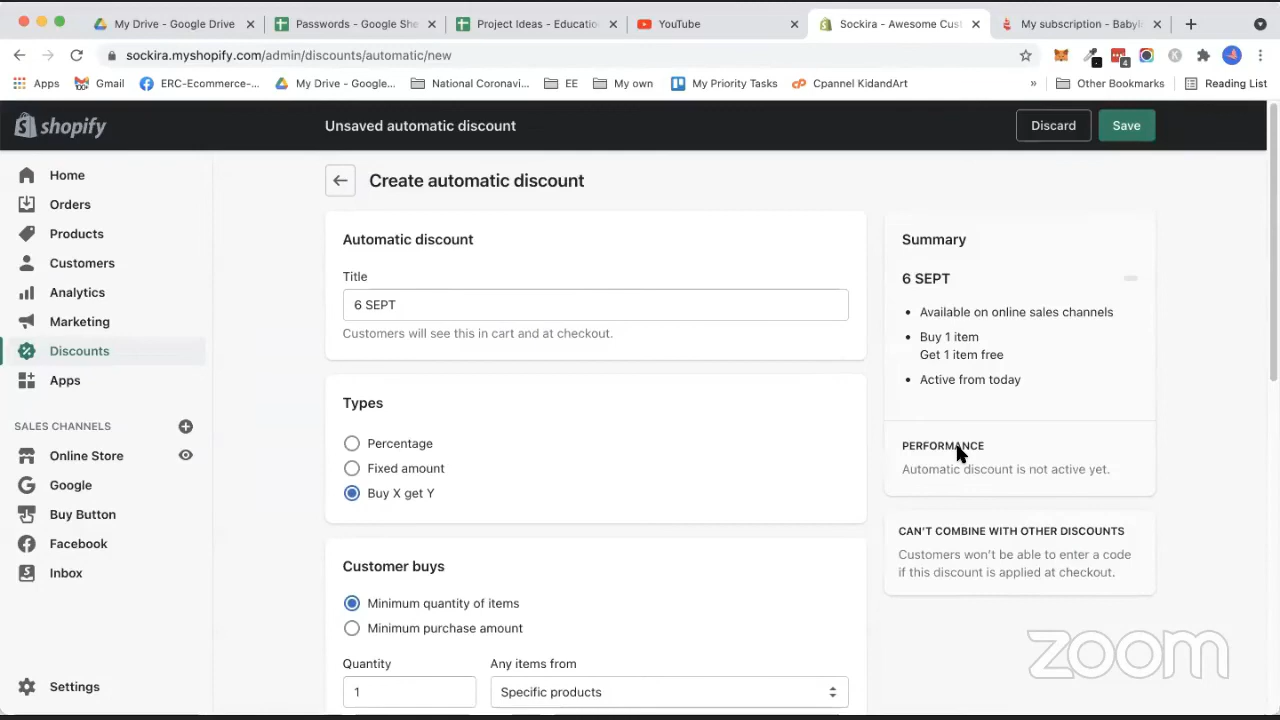 My Drive - Google Drive
Passwords - Google She
Project Ideas - Educatio
YouTube
Sockira - Awesome Cust
My subscription - Babyl
sockira.myshopify.com/admin/discounts/automatic/new
4
Apps
Gmail
ERC-Ecommerce-...
My Drive - Google...
National Coronavi...
EE
My own
My Priority Tasks
Cpannel KidandArt
»
Other Bookmarks
Reading List
shopify
Unsaved automatic discount
Discard
Save
Home
Orders
Products
Customers
Analytics
Marketing
Discounts
Apps
SALES CHANNELS
Online Store
Google
Buy Button
Facebook
Inbox
Settings
Create automatic discount
Automatic discount
Title
6 SEPT
Customers will see this in cart and at checkout.
Types
Percentage
Fixed amount
Buy X get Y
Customer buys
Minimum quantity of items
Minimum purchase amount
Quantity
Any items from
1
Specific products
Summary
6 SEPT
• Available on online sales channels
• Buy 1 item
Get 1 item free
• Active from today
PERFORMANCE
Automatic discount is not active yet.
CAN'T COMBINE WITH OTHER DISCOUNTS
Customers won't be able to enter a code
if this discount is applied at checkout.
zoom